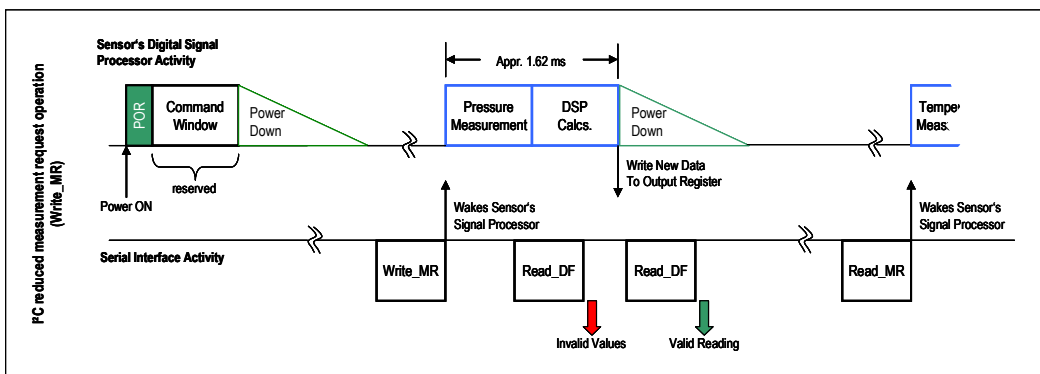 I²C reduced measurement request operation
(Write_MR)
Sensor's Digital Signal
Processor Activity
Appr. 1.62 ms
POR
Command
Window
Power
Down
Pressure
Measurement
DSP
Calcs.
Power
Down
Meas.
reserved
Write New Data
To Output Register
Power ON
Wakes Sensor's
Signal Processor
Wakes Sensor's
Signal Processor
Serial Interface Activity
Write_MR
Read_DF
Read_DF
Read_MR
Invalid Values
Valid Reading